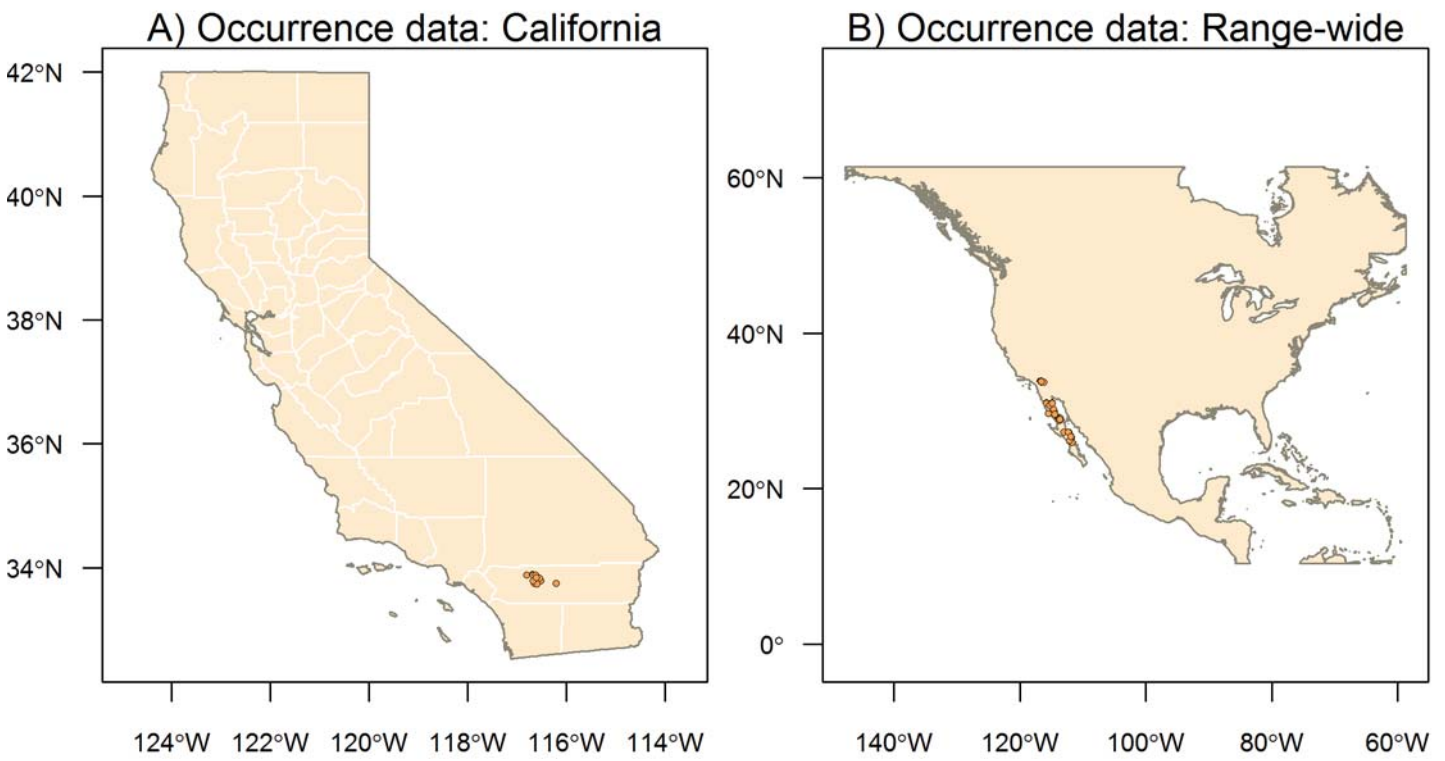 A) Occurrence data: California
42°N
40°N
38°N
36°N
34°N
124°W 122°W 120°W 118°W 116°W 114°W
B) Occurrence data: Range-wide
60°N
40°N
20°N
0°
140°W 120°W 100°W 80°W 60°W